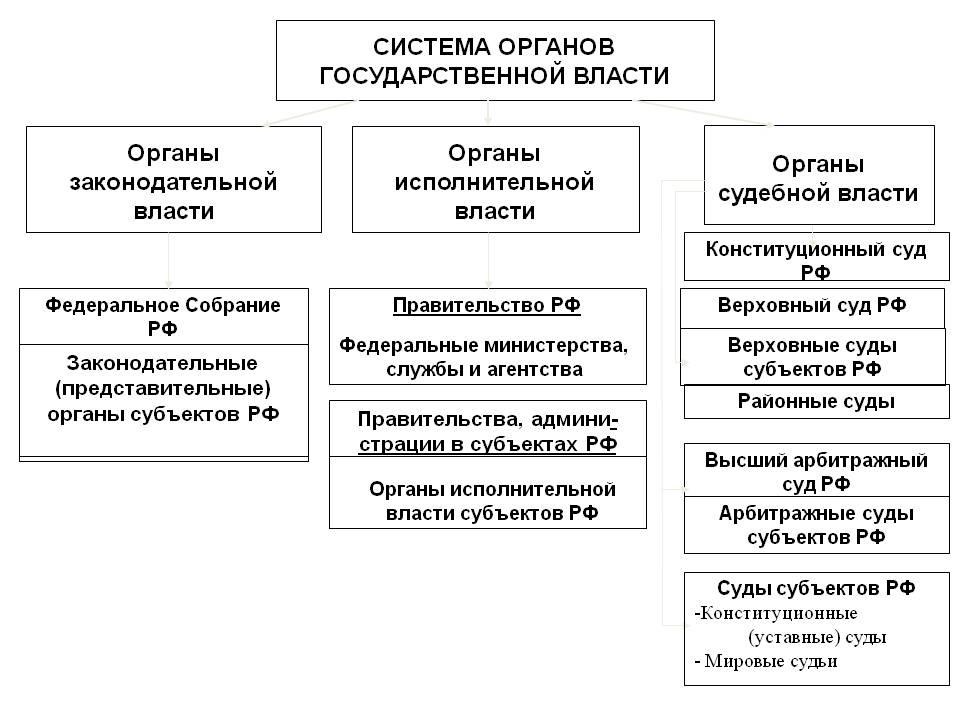 СИСТЕМА ОРГАНОВ
ГОСУДАРСТВЕННОЙ ВЛАСТИ
Органы
законодательной
власти
Органы
исполнительной
власти
Органы
судебной власти
Федеральное Собрание
РФ
Законодательные
(представительные)
органы субъектов РФ
Правительство РФ
Федеральные министерства,
службы и агентства
Правительства, админи-
страции в субъектах РФ
Органы исполнительной
власти субъектов РФ
Конституционный суд
РФ
Верховный суд РФ
Верховные суды
субъектов РФ
Районные суды
Высший арбитражный
суд РФ
Арбитражные суды
субъектов РФ
Суды субъектов РФ
-Конституционные
(уставные) суды
- Мировые судьи